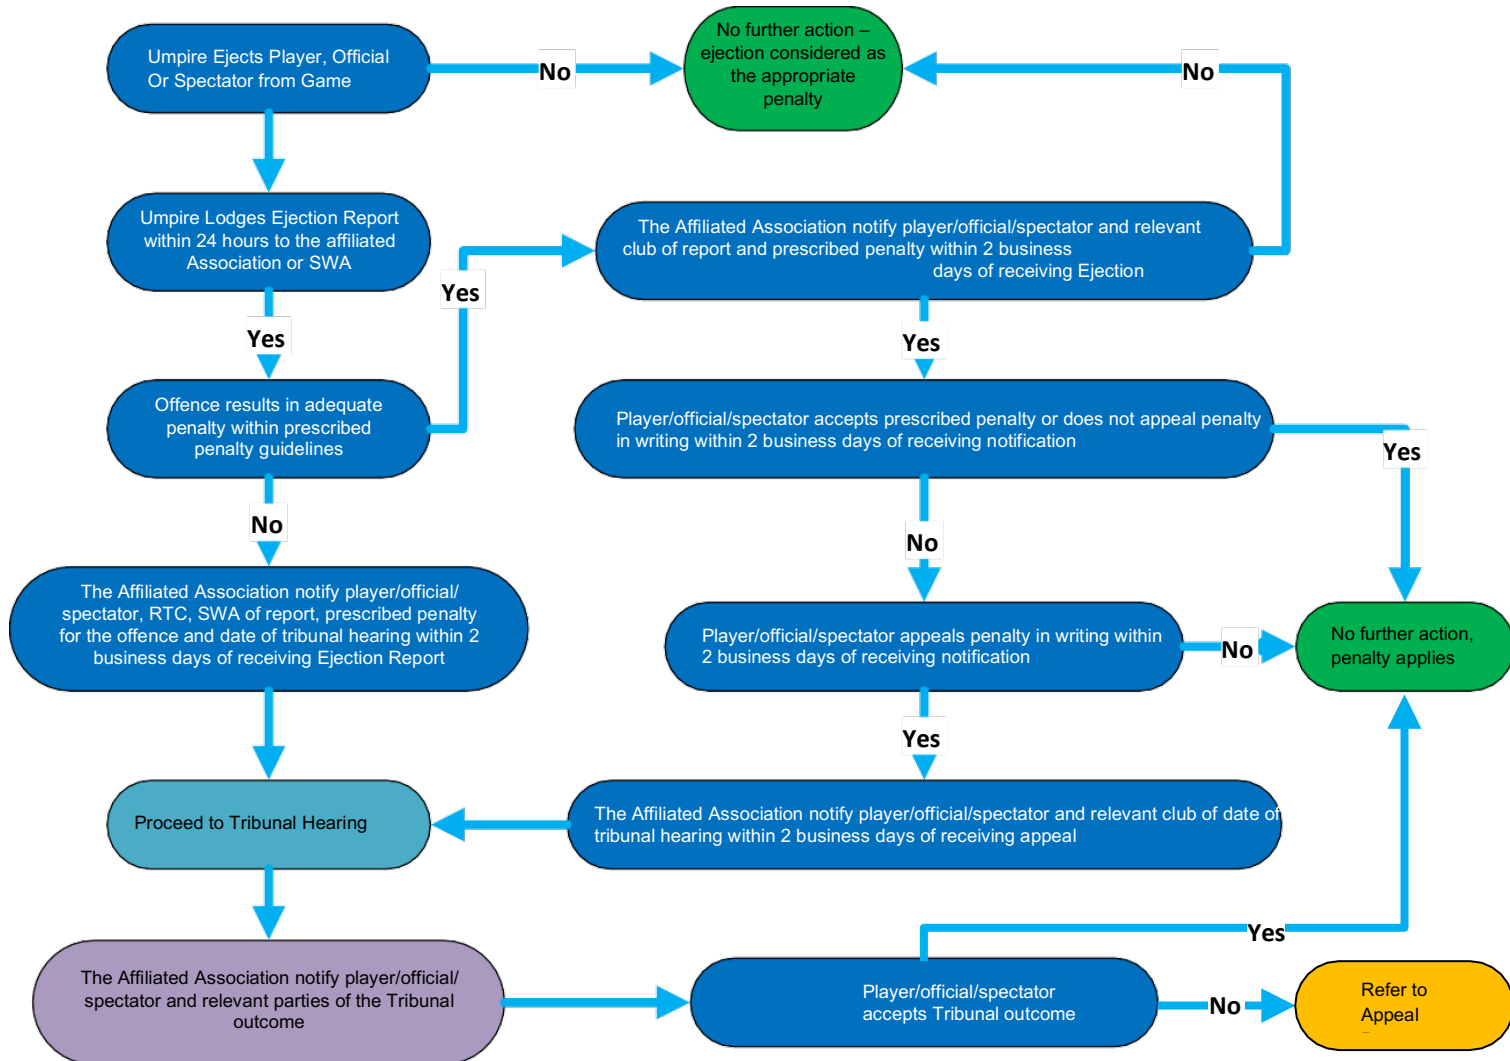 Umpire Ejects Player, Official
Or Spectator from Game
No
No further action –
ejection considered as
the appropriate
penalty
No
Umpire Lodges Ejection Report
within 24 hours to the affiliated
Association or SWA
Yes
The Affiliated Association notify player/official/spectator and relevant
club of report and prescribed penalty within 2 business
days of receiving Ejection
Yes
Yes
Offence results in adequate
penalty within prescribed
penalty guidelines
Player/official/spectator accepts prescribed penalty or does not appeal penalty
in writing within 2 business days of receiving notification
Yes
No
No
The Affiliated Association notify player/official/
spectator, RTC, SWA of report, prescribed penalty
for the offence and date of tribunal hearing within 2
business days of receiving Ejection Report
Player/official/spectator appeals penalty in writing within
2 business days of receiving notification
No
No further action,
penalty applies
Yes
Proceed to Tribunal Hearing
The Affiliated Association notify player/official/spectator and relevant club of date of
tribunal hearing within 2 business days of receiving appeal
Yes
The Affiliated Association notify player/official/
spectator and relevant parties of the Tribunal
outcome
Player/official/spectator
accepts Tribunal outcome
No
Refer to
Appeal